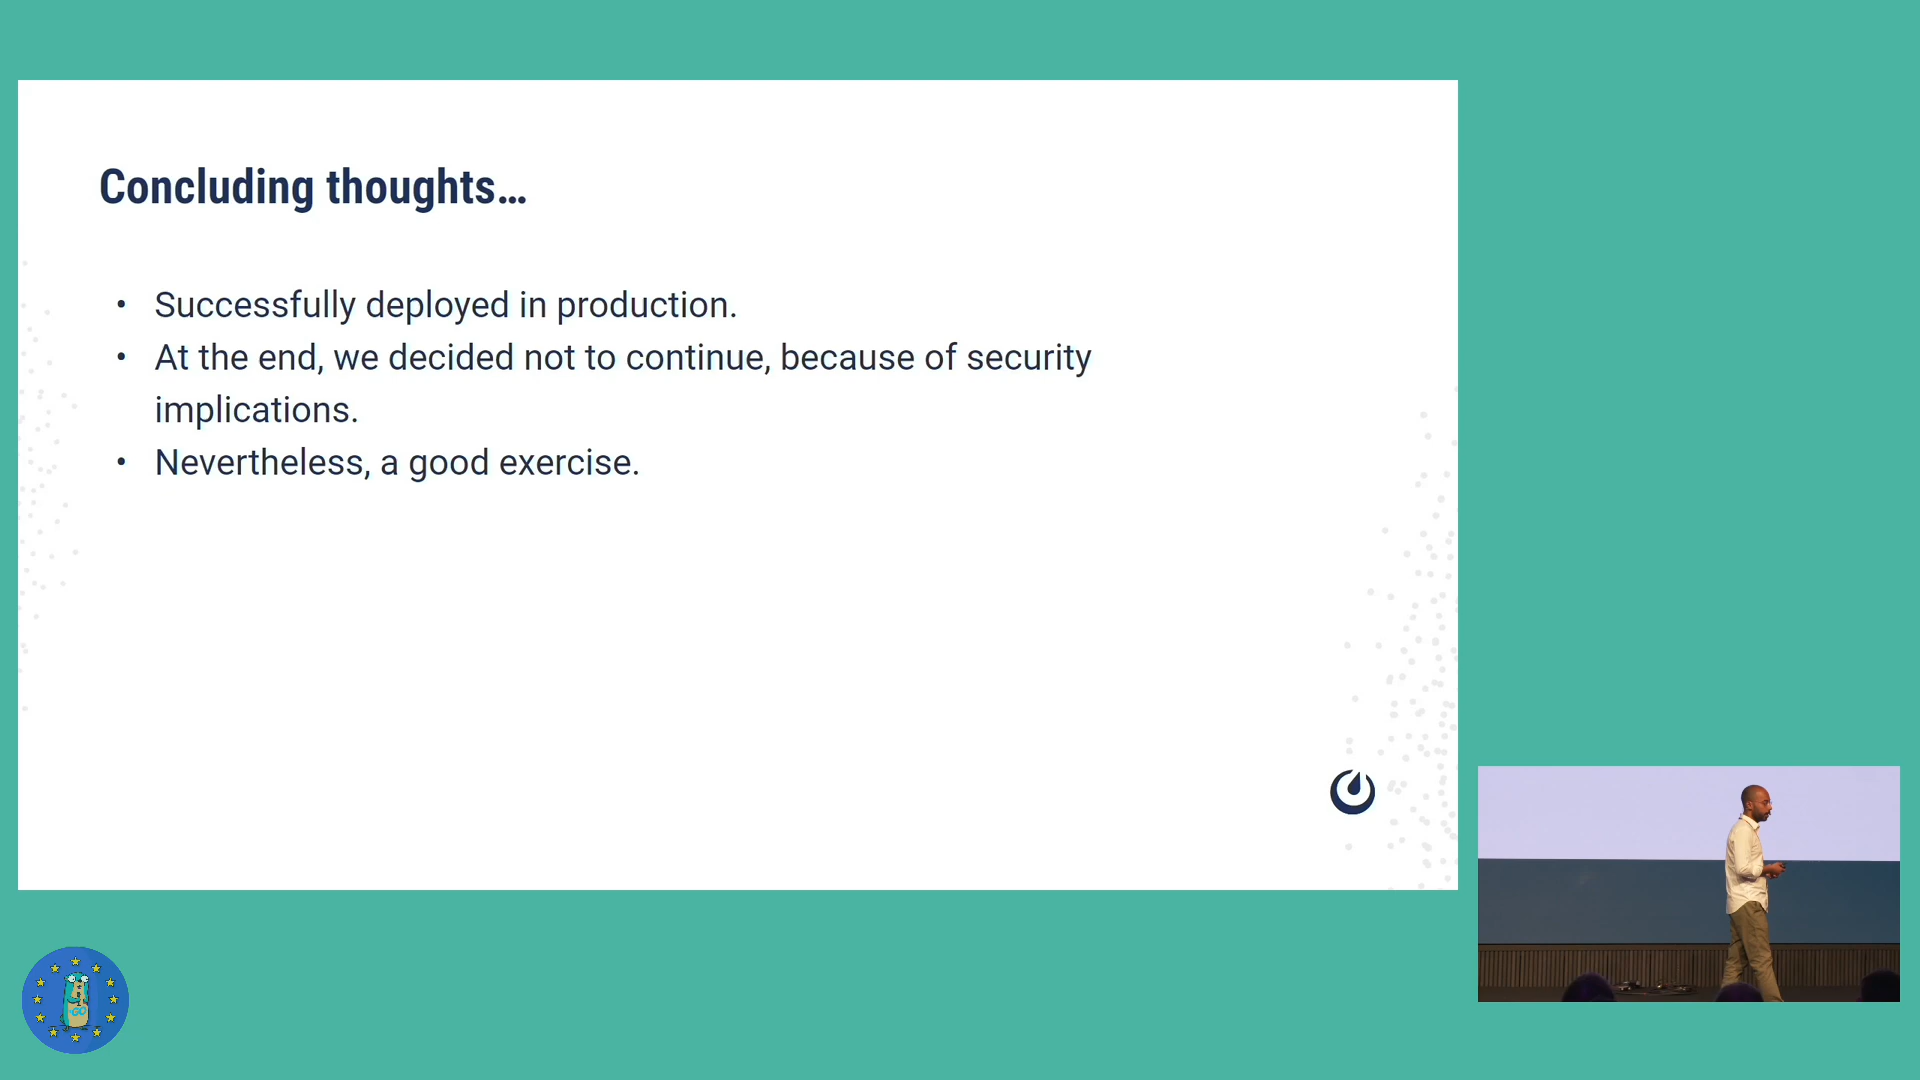 Concluding thoughts…
• Successfully deployed in production.
• At the end, we decided not to continue, because of security
implications.
• Nevertheless, a good exercise.
GO